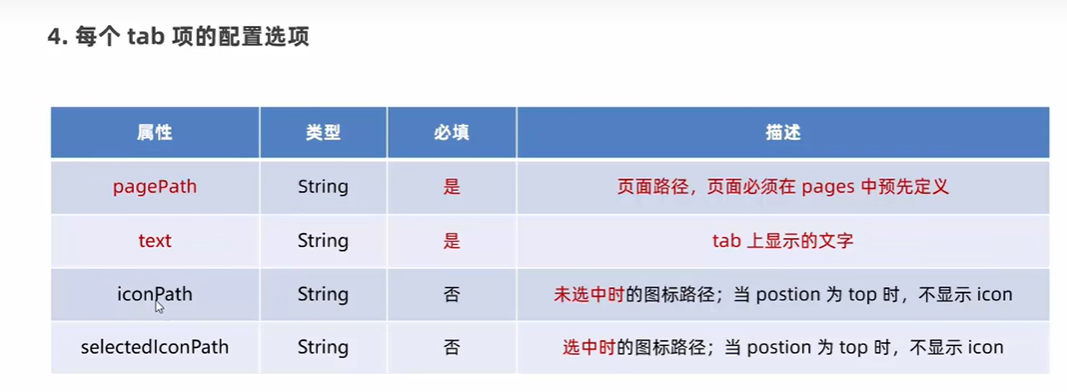 4. 每个 tab 项的配置选项
属性 类型 必填 描述
pagePath String 是 页面路径，页面必须在 pages 中预先定义
text String 是 tab 上显示的文字
iconPath String 否 未选中时的图标路径；当 postion 为 top 时，不显示 icon
selectedIconPath String 否 选中时的图标路径；当 postion 为 top 时，不显示 icon